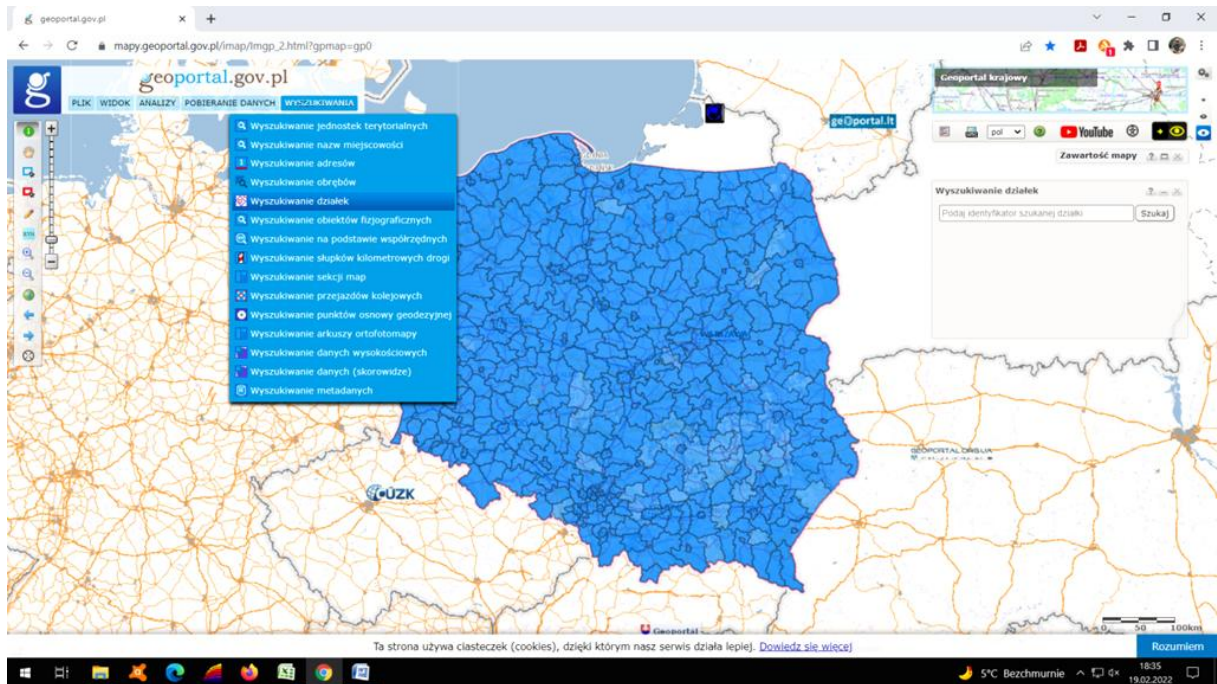 geoportal.gov.pl
mapy.geoportal.gov.pl/imap/Imgp_2.html?gpmap=gp0
geoportal.gov.pl
PLIK WIDOK ANALIZY POBIERANIE DANYCH WYSZUKIWANIA
Wyszukiwanie jednostek terytorialnych
Wyszukiwanie nazw miejscowości
Wyszukiwanie adresów
Wyszukiwanie obrębów
Wyszukiwanie działek
Wyszukiwanie obiektów fizjograficznych
Wyszukiwanie na podstawie współrzędnych
Wyszukiwanie słupków kilometrowych drogi
Wyszukiwanie sekcji map
Wyszukiwanie przejazdów kolejowych
Wyszukiwanie punktów osnowy geodezyjnej
Wyszukiwanie arkuszy ortofotomapy
Wyszukiwanie danych wysokościowych
Wyszukiwanie danych (skorowidze)
Wyszukiwanie metadanych
ge portal.lt
ČÚZK
GEOPORTAL.ORG.UA
Geoportal
Geoportal krajowy
pol YouTube
Zawartość mapy
Wyszukiwanie działek
Podaj identyfikator szukanej działki Szukaj
0 50 100km
Ta strona używa ciasteczek (cookies), dzięki którym nasz serwis działa lepiej. Dowiedz się więcej Rozumiem
5°C Bezchmurnie
18:35
19.02.2022